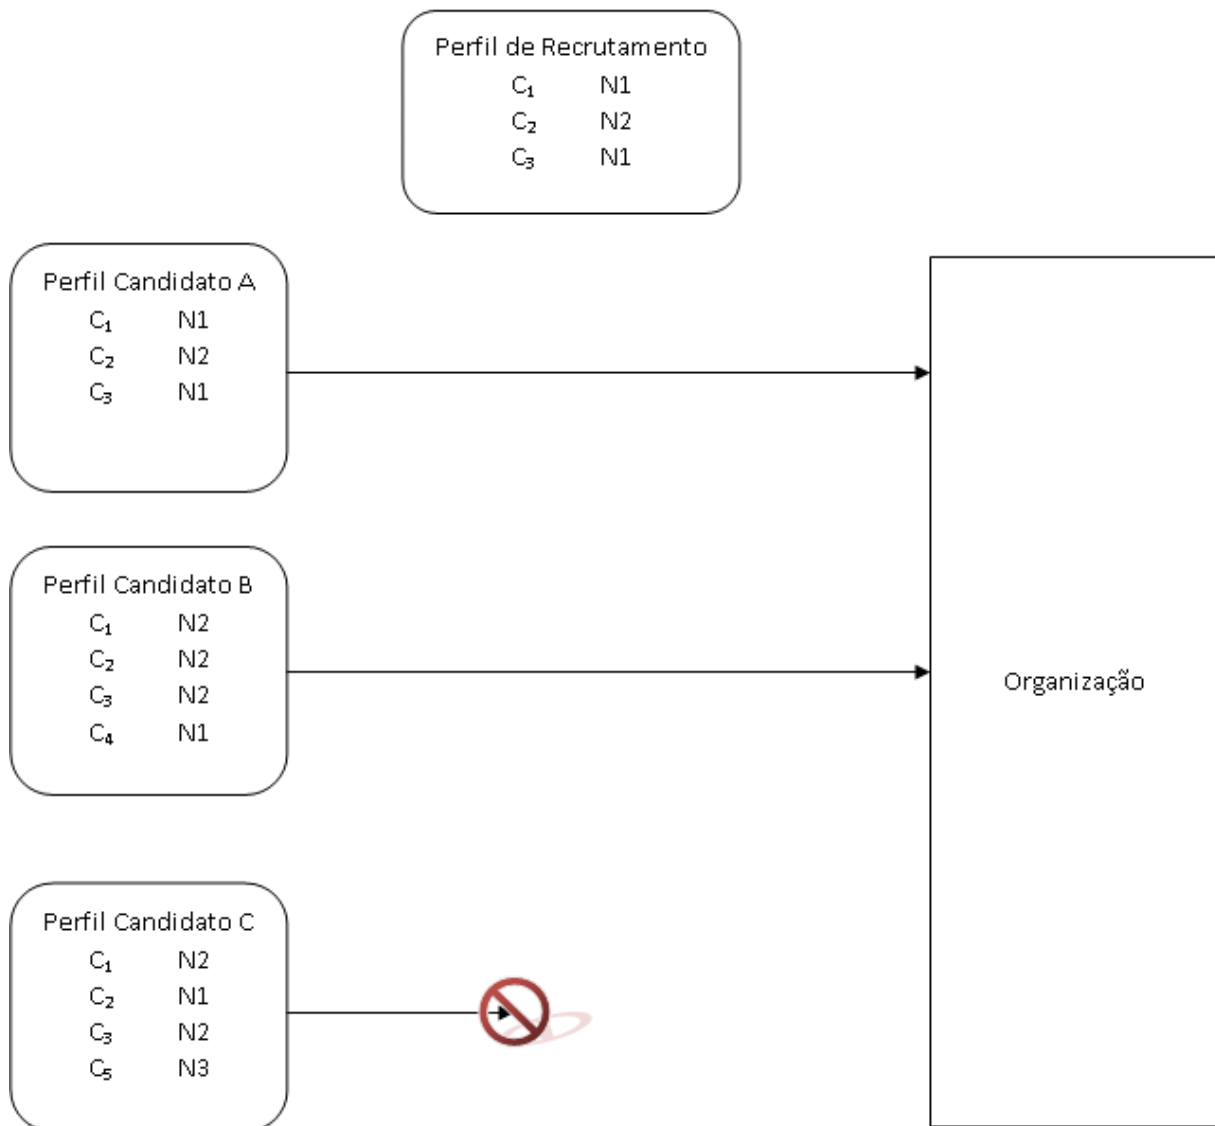 Perfil de Recrutamento
C₁ N1
C₂ N2
C₃ N1
Perfil Candidato A
C₁ N1
C₂ N2
C₃ N1
Perfil Candidato B
C₁ N2
C₂ N2
C₃ N2
C₄ N1
Organização
Perfil Candidato C
C₁ N2
C₂ N1
C₃ N2
C₅ N3